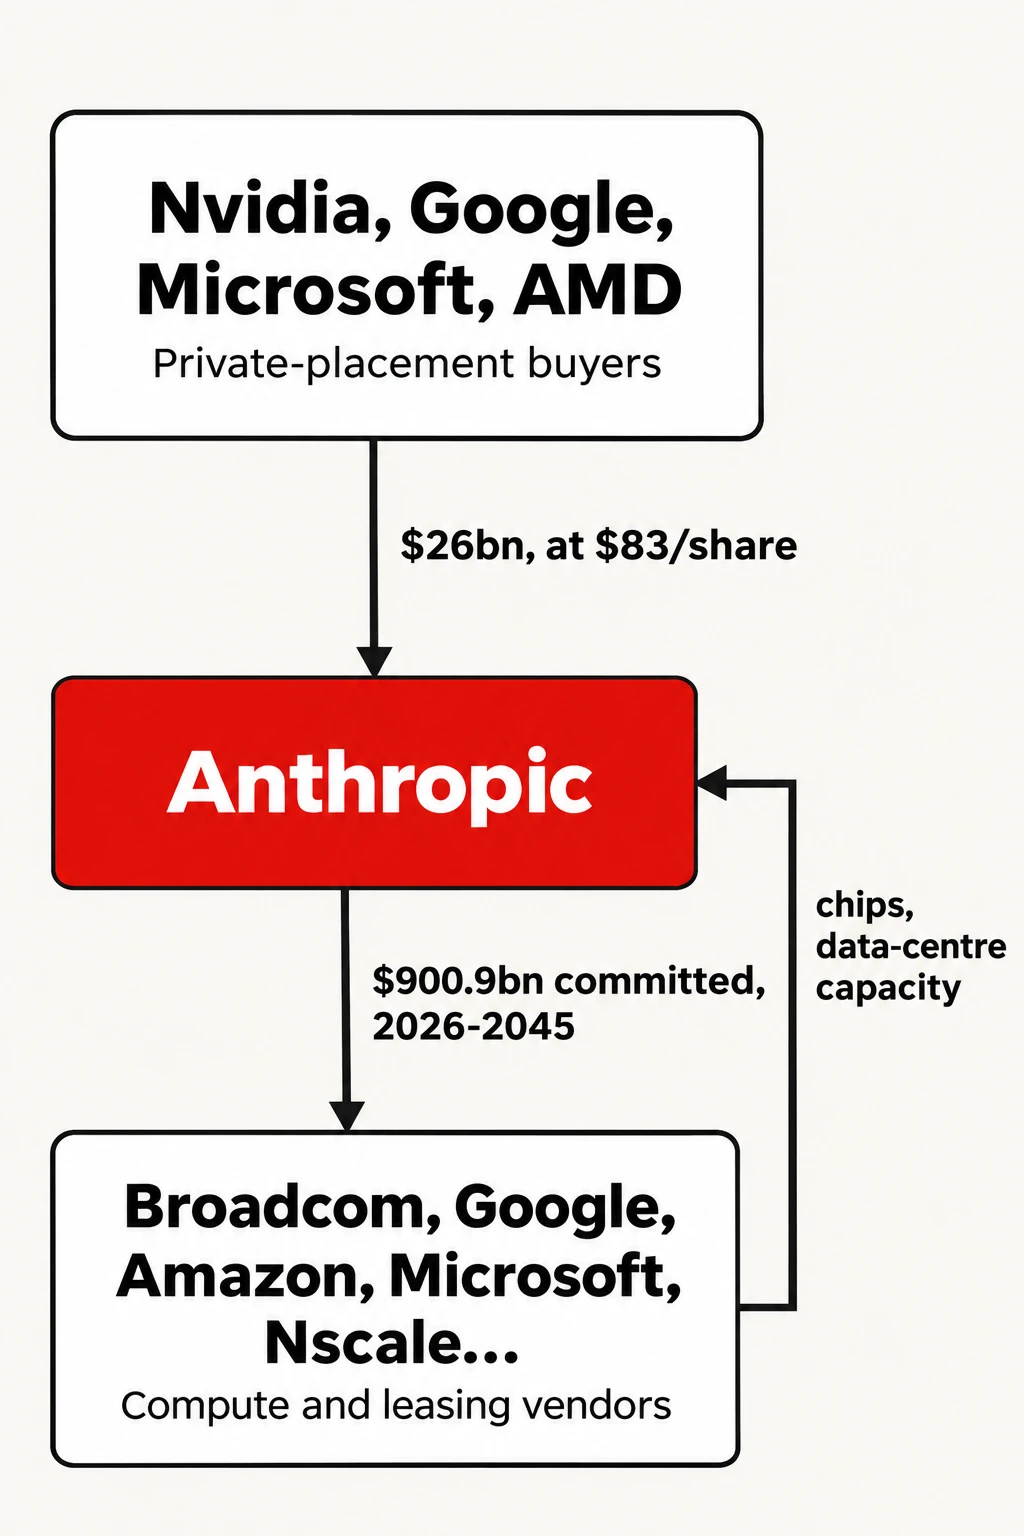 Nvidia, Google,
Microsoft, AMD
Private-placement buyers
$26bn, at $83/share
Anthropic
chips,
data-centre
capacity
$900.9bn committed,
2026-2045
Broadcom, Google,
Amazon, Microsoft,
Nscale...
Compute and leasing vendors